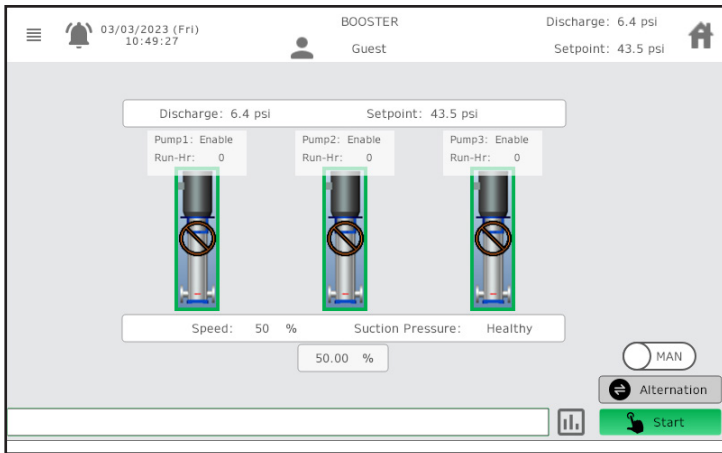 03/03/2023 (Fri)
10:49:27
BOOSTER
Guest
Discharge: 6.4 psi
Setpoint: 43.5 psi
Discharge: 6.4 psi Setpoint: 43.5 psi
Pump1: Enable Pump2: Enable Pump3: Enable
Run-Hr: 0 Run-Hr: 0 Run-Hr: 0
Speed: 50 % Suction Pressure: Healthy
50.00 %
MAN
Alternation
Start